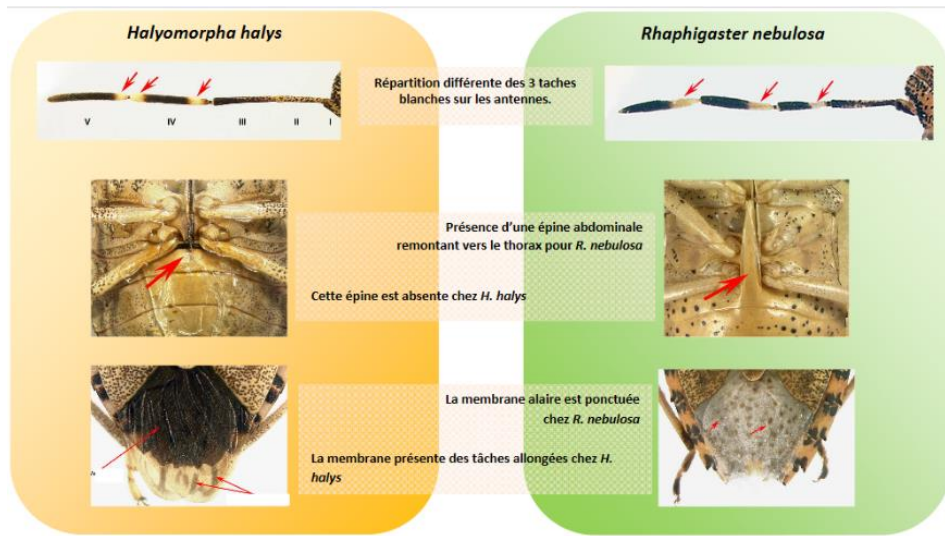 Halyomorpha halys
Rhaphigaster nebulosa
Répartition différente des 3 taches
blanches sur les antennes.
V IV III II I
Présence d'une épine abdominale
remontant vers le thorax pour R. nebulosa
Cette épine est absente chez H. halys
La membrane alaire est ponctuée
chez R. nebulosa
La membrane présente des tâches allongées chez H.
halys